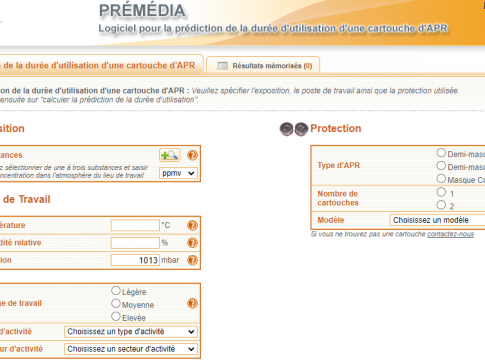 PRÉMÉDIA
Logiciel pour la prédiction de la durée d'utilisation d'une cartouche d'APR
de la durée d'utilisation d'une cartouche d'APR
Résultats mémorisés (0)
on de la durée d'utilisation d'une cartouche d'APR : Veuillez spécifier l'exposition, le poste de travail ainsi que la protection utilisée.
ensuite sur "calculer la prédiction de la durée d'utilisation".
sition
tances
z sélectionner de une à trois substances et saisir
oncentration dans l'atmosphère du lieu de travail
ppmv
de Travail
érature
°C
dité relative
%
sion
1013 mbar
ge de travail
Légère
Moyenne
Elevée
d'activité
Choisissez un type d'activité
ur d'activité
Choisissez un secteur d'activité
Protection
Type d'APR
Demi-masq
Demi-masq
Masque Co
Nombre de
cartouches
1
2
Modèle
Choisissez un modèle
Si vous ne trouvez pas une cartouche contactez-nous